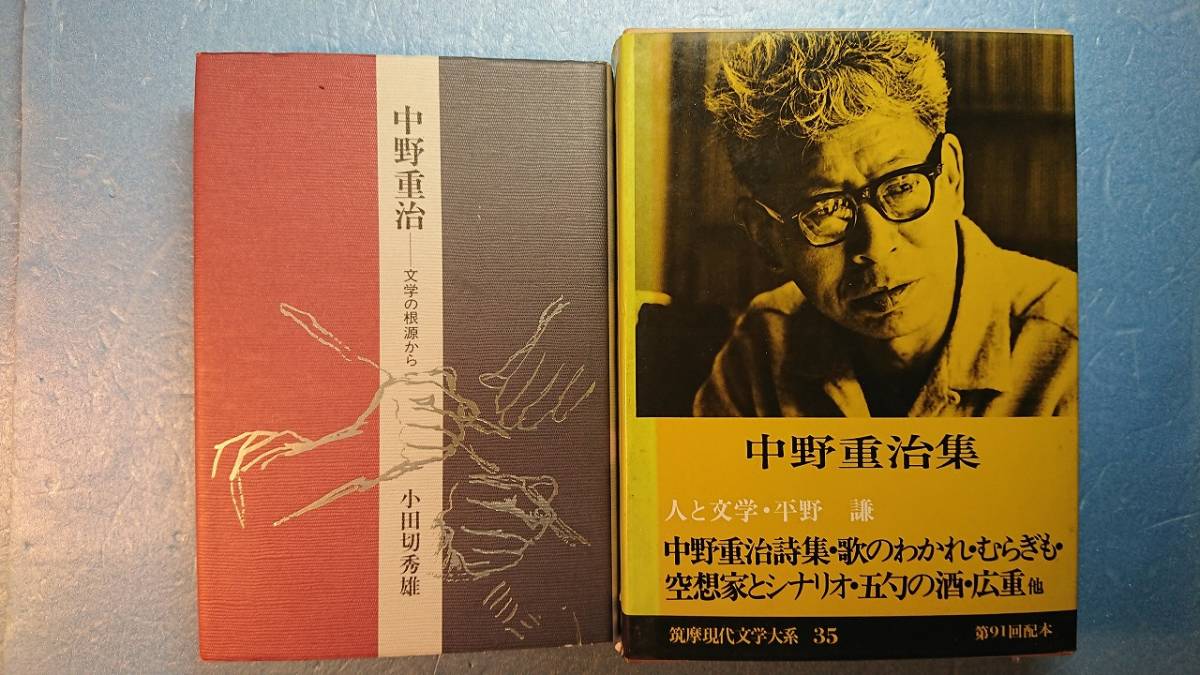 中野重治――文学の根源から
小田切秀雄
中野重治集
人と文学・平野 謙
中野重治詩集・歌のわかれ・むらぎも・
空想家とシナリオ・五勺の酒・広重他
筑摩現代文学大系 35
第91回配本